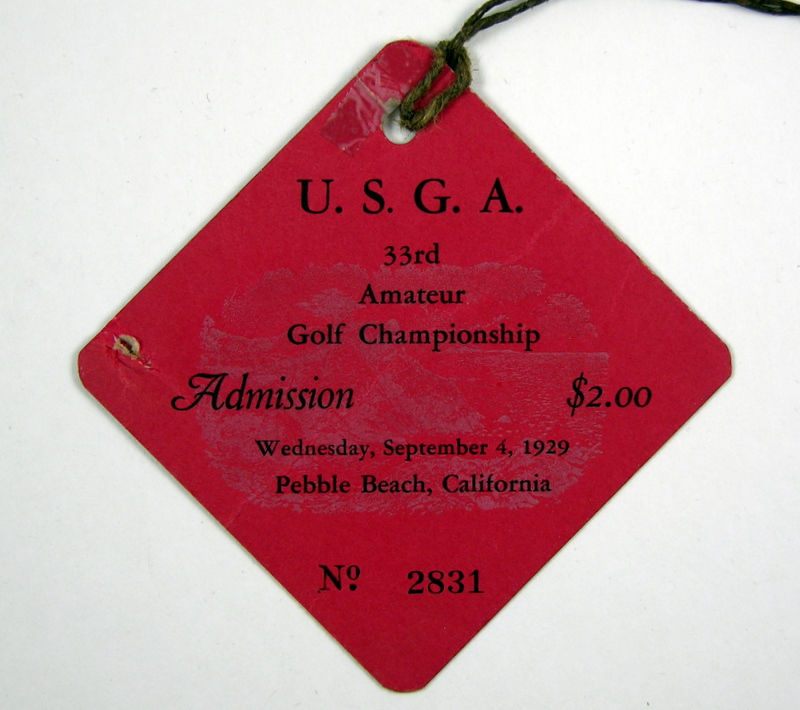 U. S. G. A.
33rd
Amateur
Golf Championship
Admission $2.00
Wednesday, September 4, 1929
Pebble Beach, California
Nº 2831